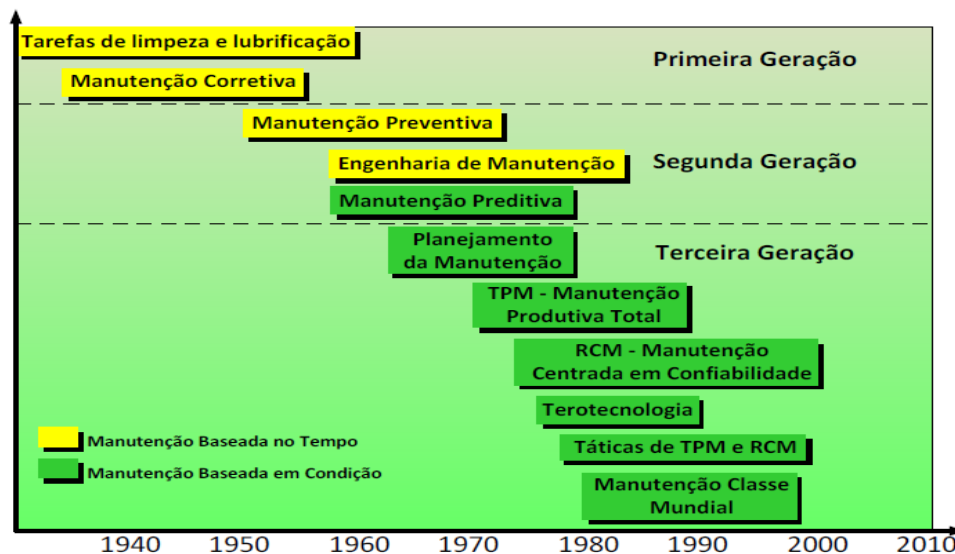 Tarefas de limpeza e lubrificação
Primeira Geração
Manutenção Corretiva
Manutenção Preventiva
Engenharia de Manutenção
Segunda Geração
Manutenção Preditiva
Planejamento
da Manutenção
Terceira Geração
TPM - Manutenção
Produtiva Total
RCM - Manutenção
Centrada em Confiabilidade
Terotecnologia
Manutenção Baseada no Tempo
Táticas de TPM e RCM
Manutenção Baseada em Condição
Manutenção Classe
Mundial
1940 1950 1960 1970 1980 1990 2000 2010